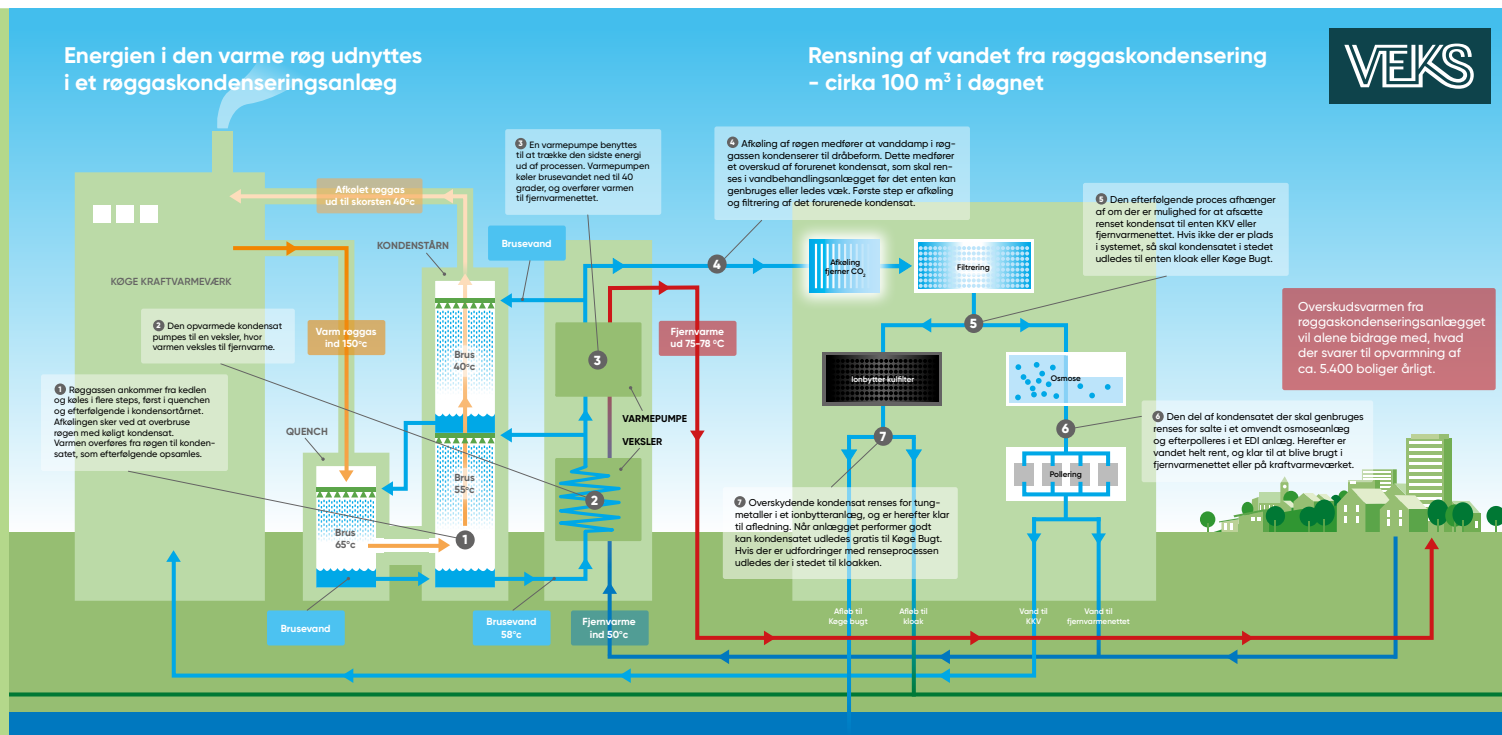 Energien i den varme røg udnyttes
i et røggaskondenseringsanlæg
Rensning af vandet fra røggaskondensering
- cirka 100 m³ i døgnet
VEKS
3 En varmepumpe benyttes
til at trække den sidste energi
ud af processen. Varmepumpen
køler brusevandet ned til 40
grader, og overfører varmen
til fjernvarmenettet.
4 Afkøling af røgen medfører at vanddamp i røg-
gassen kondenserer til dråbeform. Dette medfører
et overskud af forurenet kondensat, som skal ren-
ses i vandbehandlingsanlægget før det enten kan
genbruges eller ledes væk. Første step er afkøling
og filtrering af det forurenede kondensat.
5 Den efterfølgende proces afhænger
af om der er mulighed for at afsætte
renset kondensat til enten KKV eller
fjernvarmenettet. Hvis ikke der er plads
i systemet, så skal kondensatet i stedet
udledes til enten kloak eller Køge Bugt.
Afkølet røggas
ud til skorsten 40°c
KONDENSTÅRN
Brusevand
4
Afkøling
fjerner CO₂
Filtrering
KØGE KRAFTVARMEVÆRK
Overskudsvarmen fra
røggaskondenseringsanlægget
vil alene bidrage med, hvad
der svarer til opvarmning af
ca. 5.400 boliger årligt.
2 Den opvarmede kondensat
pumpes til en veksler, hvor
varmen veksles til fjernvarme.
Varm røggas
ind 150°c
Brus
40°c
3
Fjernvarme
ud 75-78 °C
5
Ionbytter kulfilter
Osmose
1 Røggassen ankommer fra kedlen
og køles i flere steps, først i quenchen
og efterfølgende i kondensortårnet.
Afkølingen sker ved at overbruse
røgen med køligt kondensat.
Varmen overføres fra røgen til konden-
satet, som efterfølgende opsamles.
QUENCH
VARMEPUMPE
VEKSLER
7
6
6 Den del af kondensatet der skal genbruges
renses for salte i et omvendt osmoseanlæg
og efterpolleres i et EDI anlæg. Herefter er
vandet helt rent, og klar til at blive brugt i
fjernvarmenettet eller på kraftvarmeværket.
Brus
55°c
2
Pollering
7 Overskydende kondensat renses for tung-
metaller i et ionbytteranlæg, og er herefter klar
til afledning. Når anlægget performer godt
kan kondensatet udledes gratis til Køge Bugt.
Hvis der er udfordringer med renseprocessen
udledes der i stedet til kloakken.
Brus
65°c
1
Brusevand
Brusevand
58°c
Fjernvarme
ind 50°c
Afløb til
Køge bugt
Afløb til
kloak
Vand til
KKV
Vand til
fjernvarmenettet